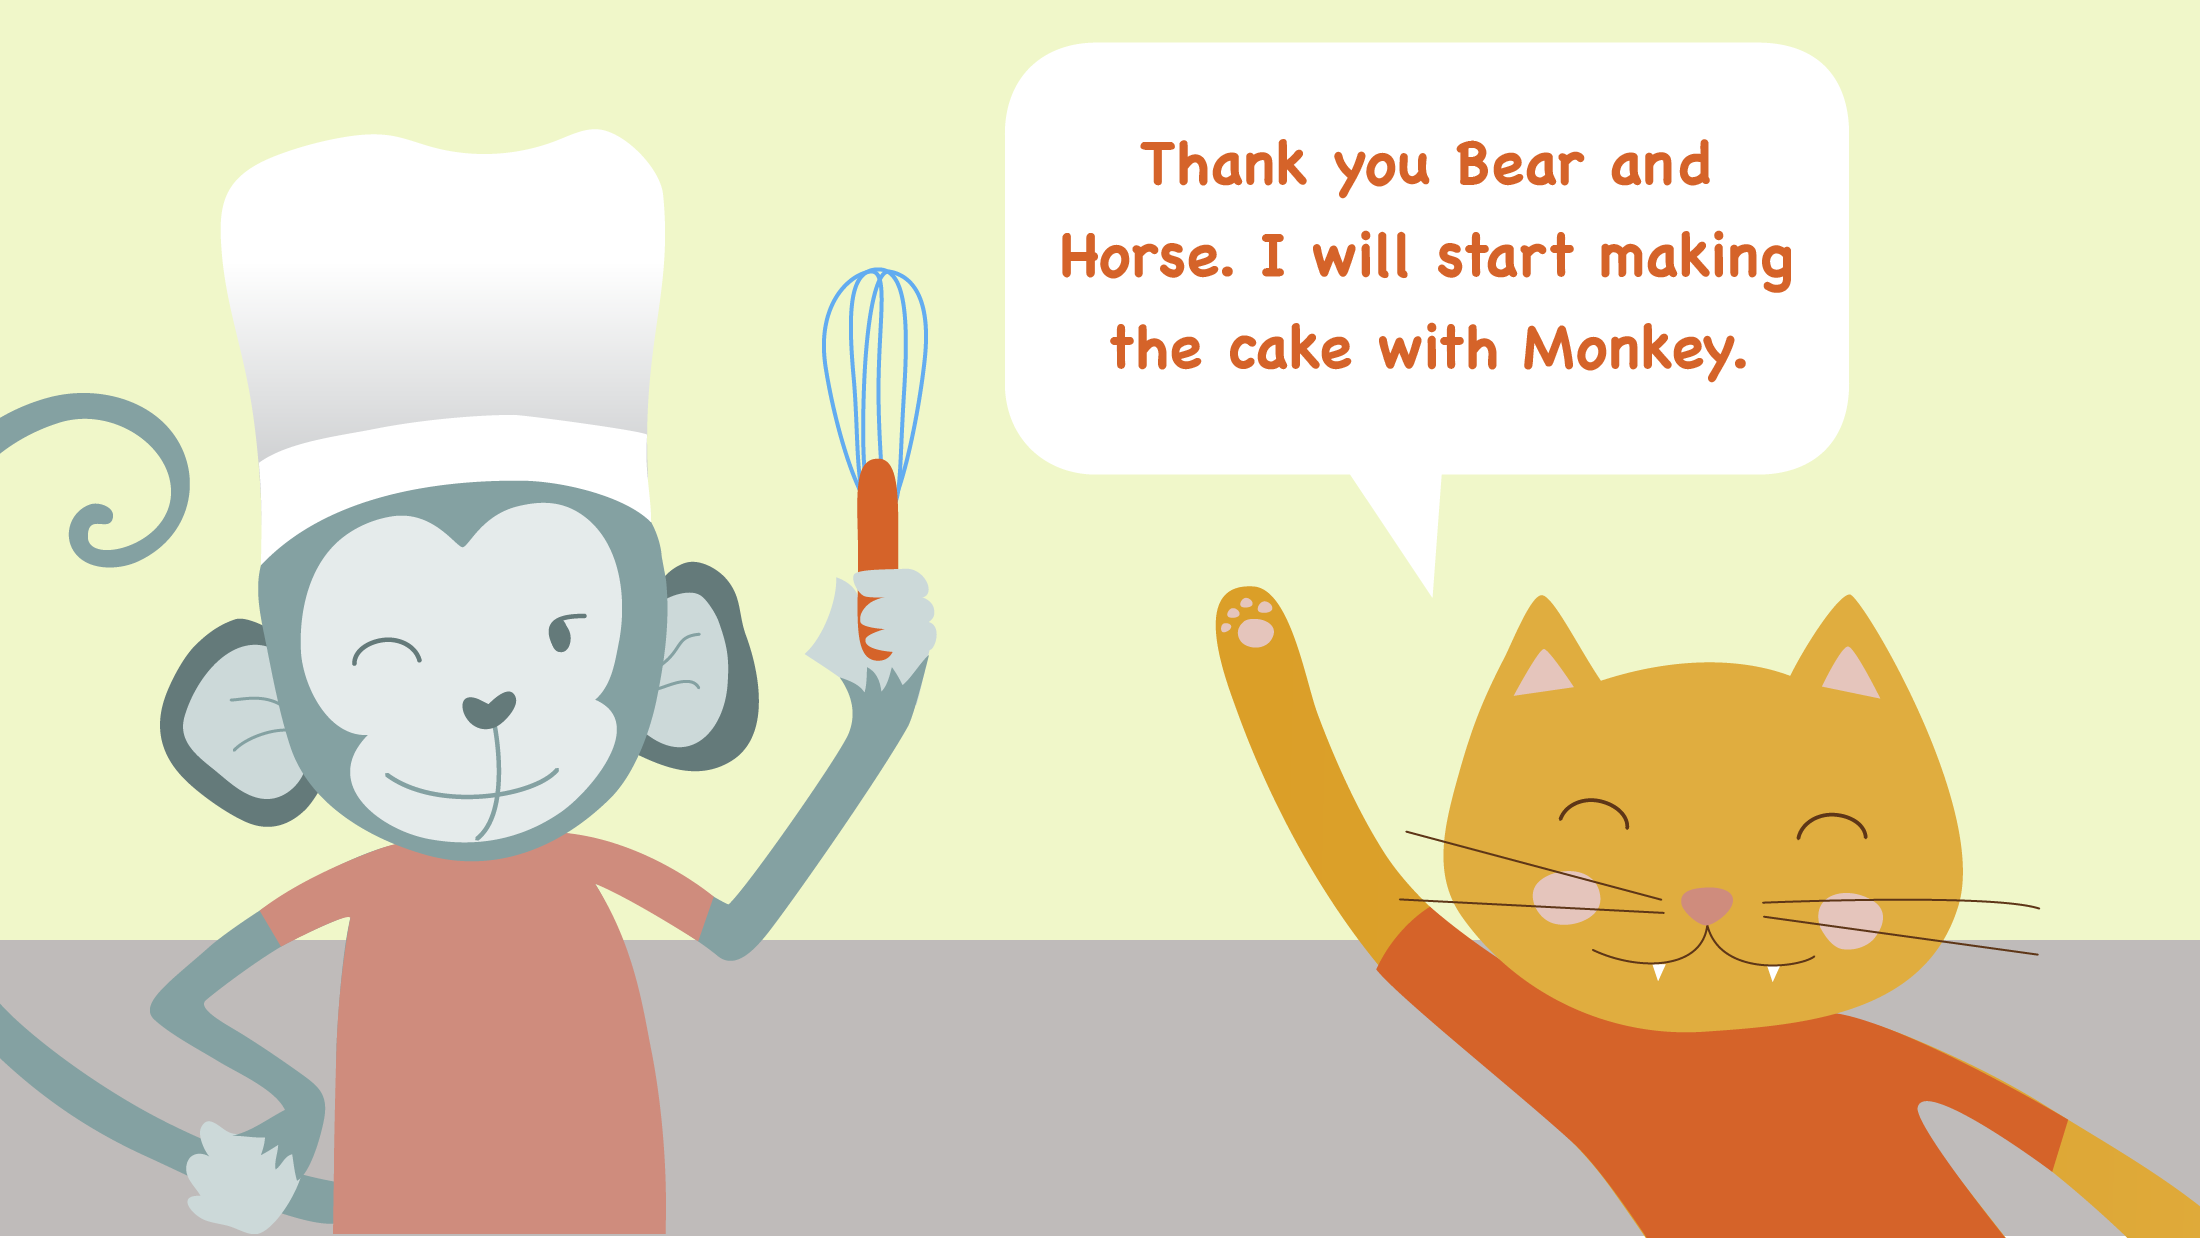 Thank you Bear and
Horse. I will start making
the cake with Monkey.